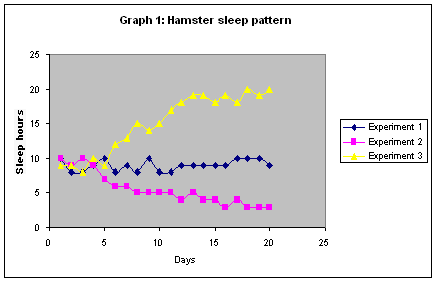 Graph 1: Hamster sleep pattern
Sleep hours
25
20
15
10
5
0
0 5 10 15 20 25
Days
Experiment 1
Experiment 2
Experiment 3